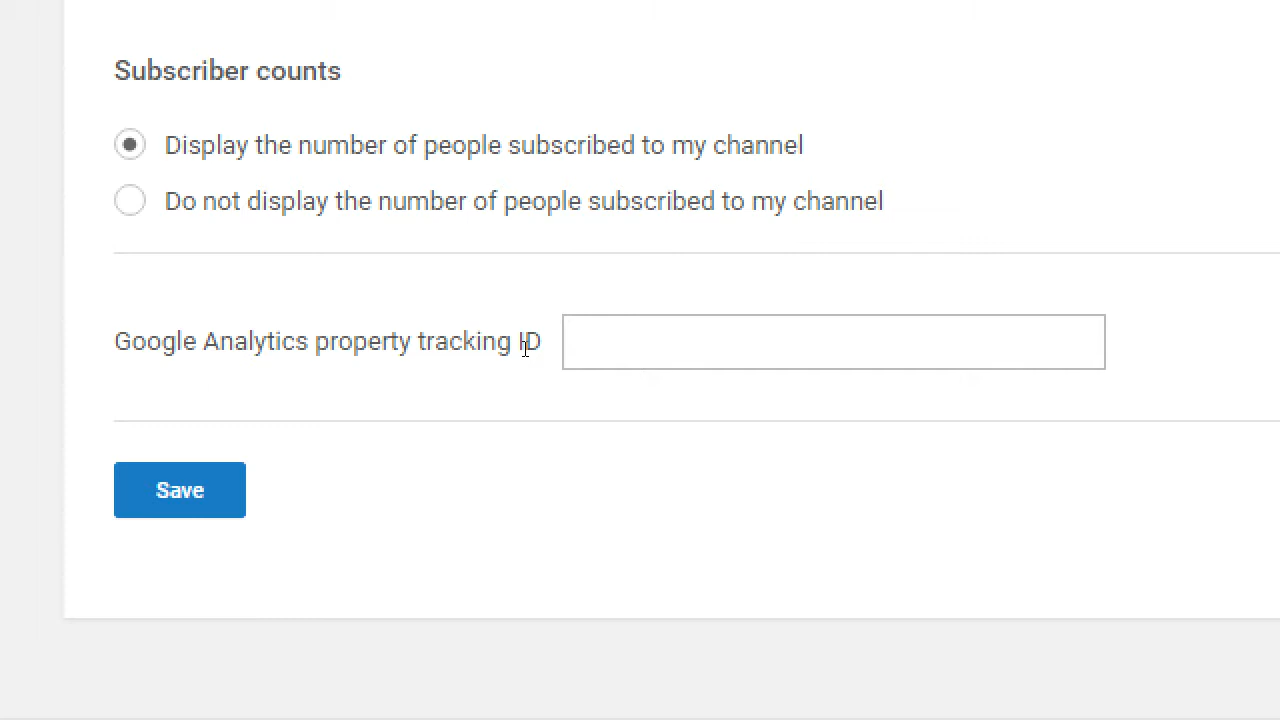 Subscriber counts
Display the number of people subscribed to my channel
Do not display the number of people subscribed to my channel
Google Analytics property tracking ID
Save